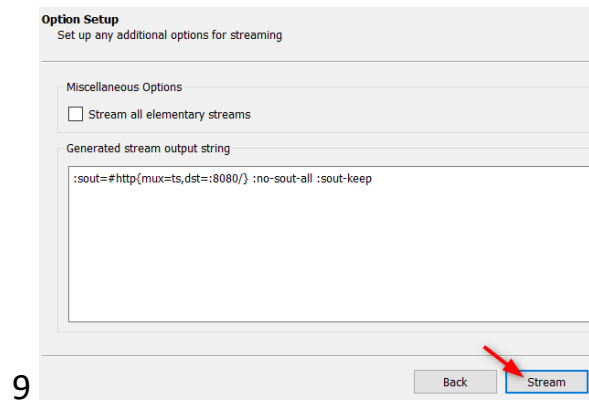 Option Setup
Set up any additional options for streaming
Miscellaneous Options
Stream all elementary streams
Generated stream output string
:sout=#http{mux=ts,dst=:8080/} :no-sout-all :sout-keep
9
Back
Stream